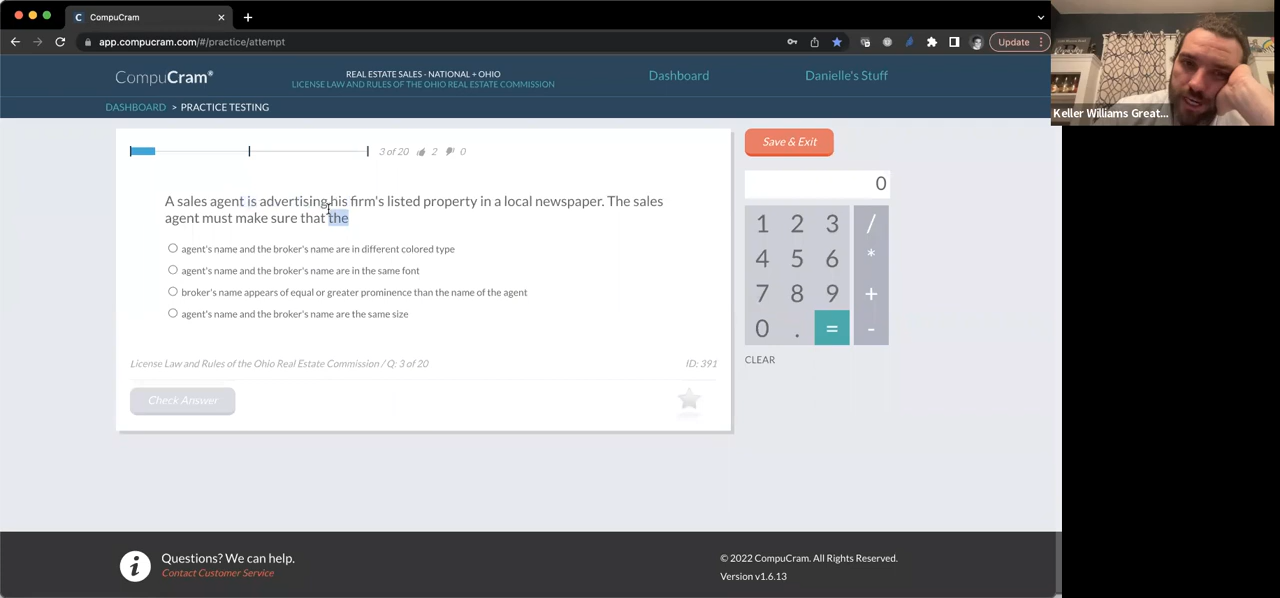 CompuCram
app.compucram.com/#/practice/attempt
Update
CompuCram®
REAL ESTATE SALES - NATIONAL + OHIO
LICENSE LAW AND RULES OF THE OHIO REAL ESTATE COMMISSION
Dashboard
Danielle's Stuff
Keller Williams Great...
DASHBOARD > PRACTICE TESTING
3 of 20 2 0
Save & Exit
A sales agent is advertising his firm's listed property in a local newspaper. The sales
agent must make sure that the
agent's name and the broker's name are in different colored type
agent's name and the broker's name are in the same font
broker's name appears of equal or greater prominence than the name of the agent
agent's name and the broker's name are the same size
0
1 2 3 /
4 5 6 *
7 8 9 +
0 . = -
CLEAR
License Law and Rules of the Ohio Real Estate Commission / Q: 3 of 20
ID: 391
Check Answer
Questions? We can help.
Contact Customer Service
© 2022 CompuCram. All Rights Reserved.
Version v1.6.13